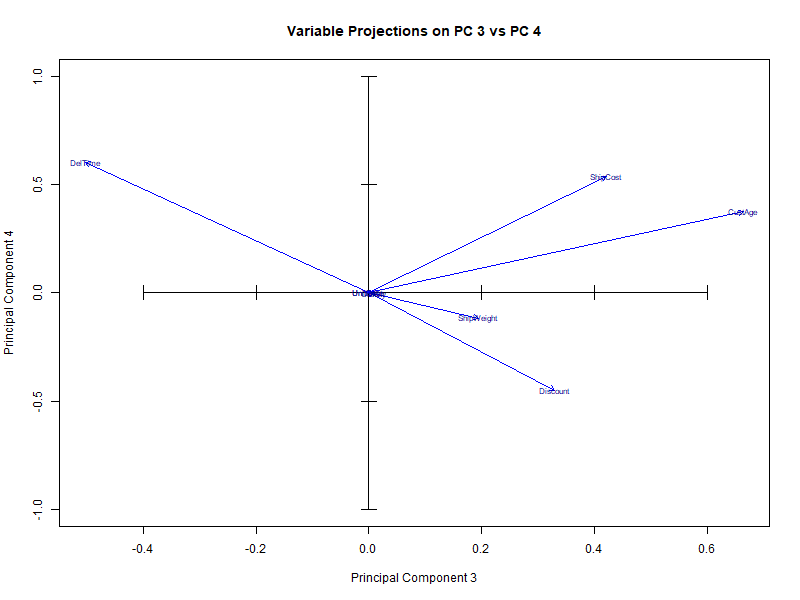 Variable Projections on PC 3 vs PC 4
Principal Component 4
1.0
0.5
0.0
-0.5
-1.0
DelTime
ShipCost
CustAge
ShipWeight
Discount
-0.4
-0.2
0.0
0.2
0.4
0.6
Principal Component 3